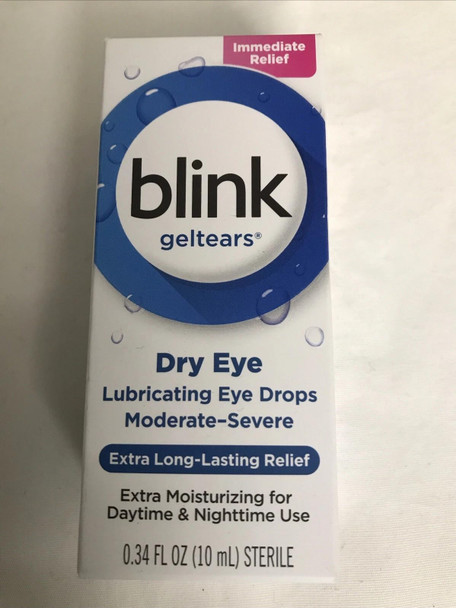 Immediate
Relief
blink
geltears®
Dry Eye
Lubricating Eye Drops
Moderate–Severe
Extra Long-Lasting Relief
Extra Moisturizing for
Daytime & Nighttime Use
0.34 FL OZ (10 mL) STERILE